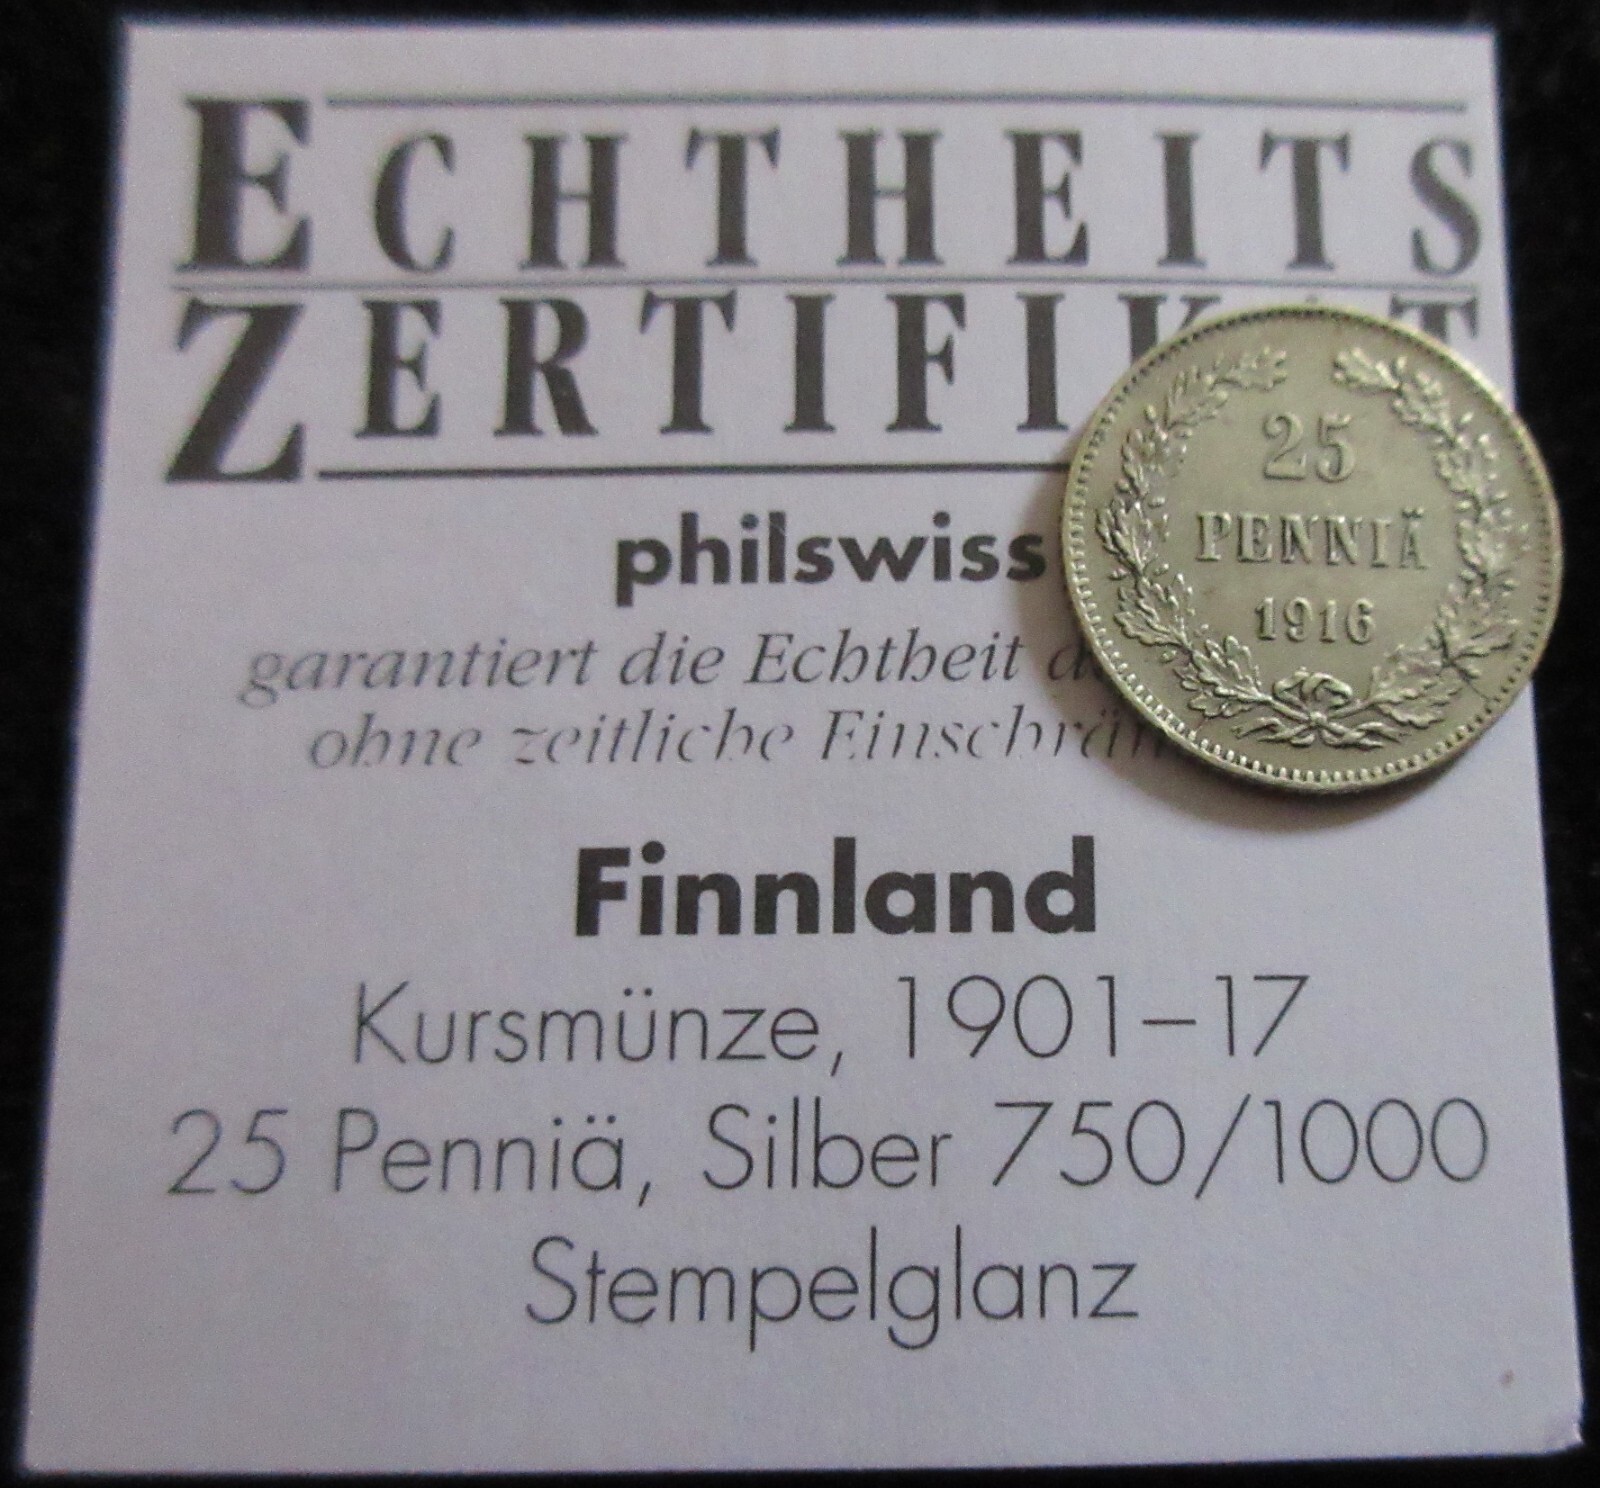 ECHTHEITS
philswiss
garantiert die Echtheit
ohne zeitliche
Finnland
Kursmünze, 1901–17
25 Penniä, Silber 750/1000
Stempelglanz
25
PENNIÄ
1916